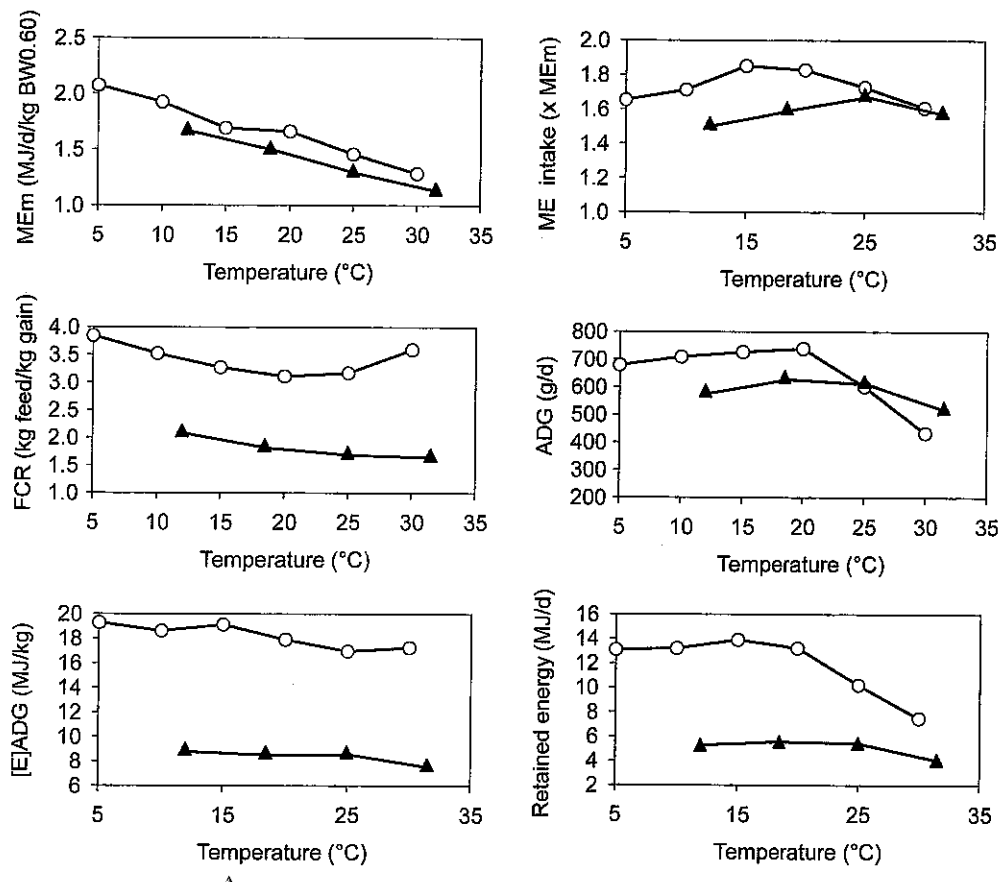 MEm (MJ/d/kg BW0.60)
2.5
2.0
1.5
1.0
5 10 15 20 25 30 35
Temperature (°C)
ME intake (x MEm)
2.0
1.8
1.6
1.4
1.2
1.0
5 15 25 35
Temperature (°C)
FCR (kg feed/kg gain)
4.0
3.5
3.0
2.5
2.0
1.5
1.0
5 10 15 20 25 30 35
Temperature (°C)
ADG (g/d)
800
700
600
500
400
300
200
5 10 15 20 25 30 35
Temperature (°C)
[E]ADG (MJ/kg)
20
18
16
14
12
10
8
6
5 15 25 35
Temperature (°C)
Retained energy (MJ/d)
16
14
12
10
8
6
4
2
5 15 25 35
Temperature (°C)